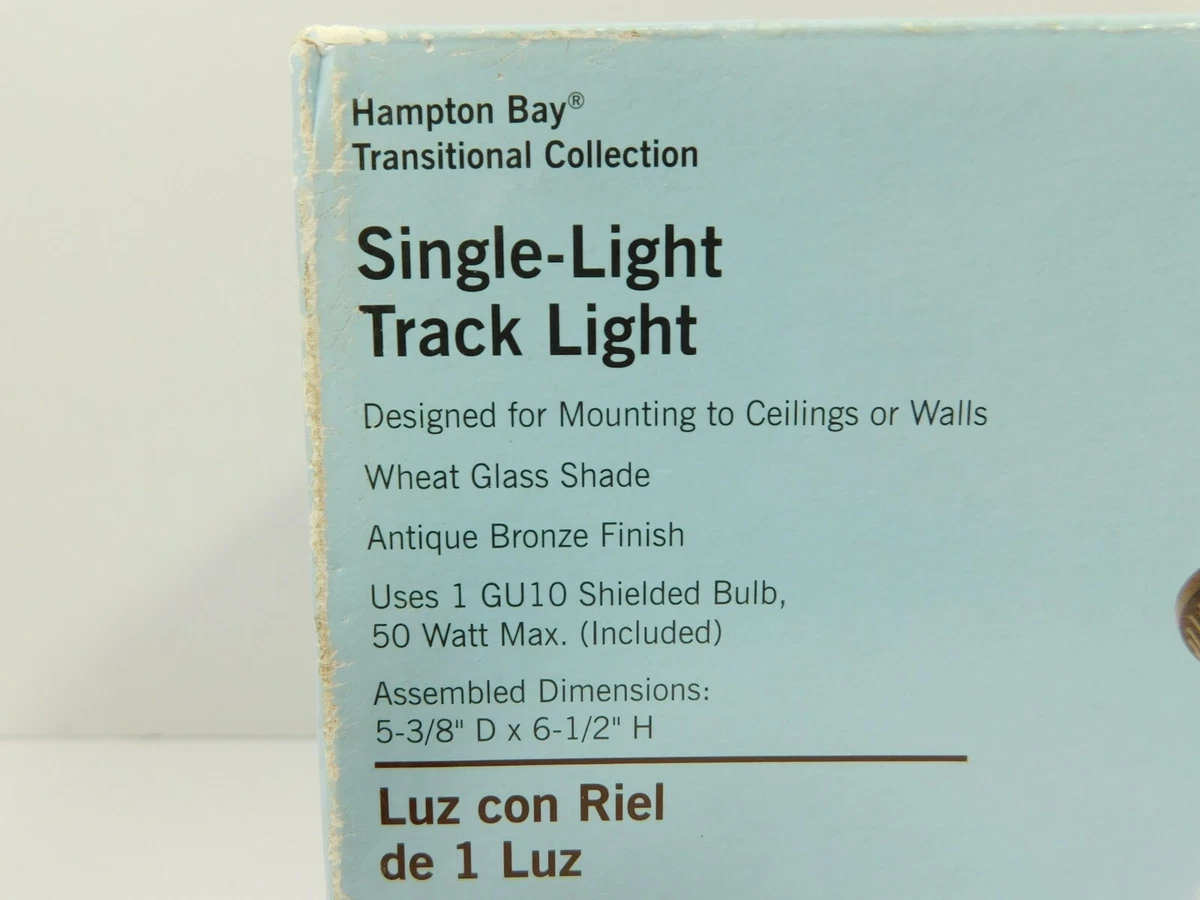 Hampton Bay®
Transitional Collection
Single-Light
Track Light
Designed for Mounting to Ceilings or Walls
Wheat Glass Shade
Antique Bronze Finish
Uses 1 GU10 Shielded Bulb,
50 Watt Max. (Included)
Assembled Dimensions:
5-3/8" D x 6-1/2" H
Luz con Riel
de 1 Luz